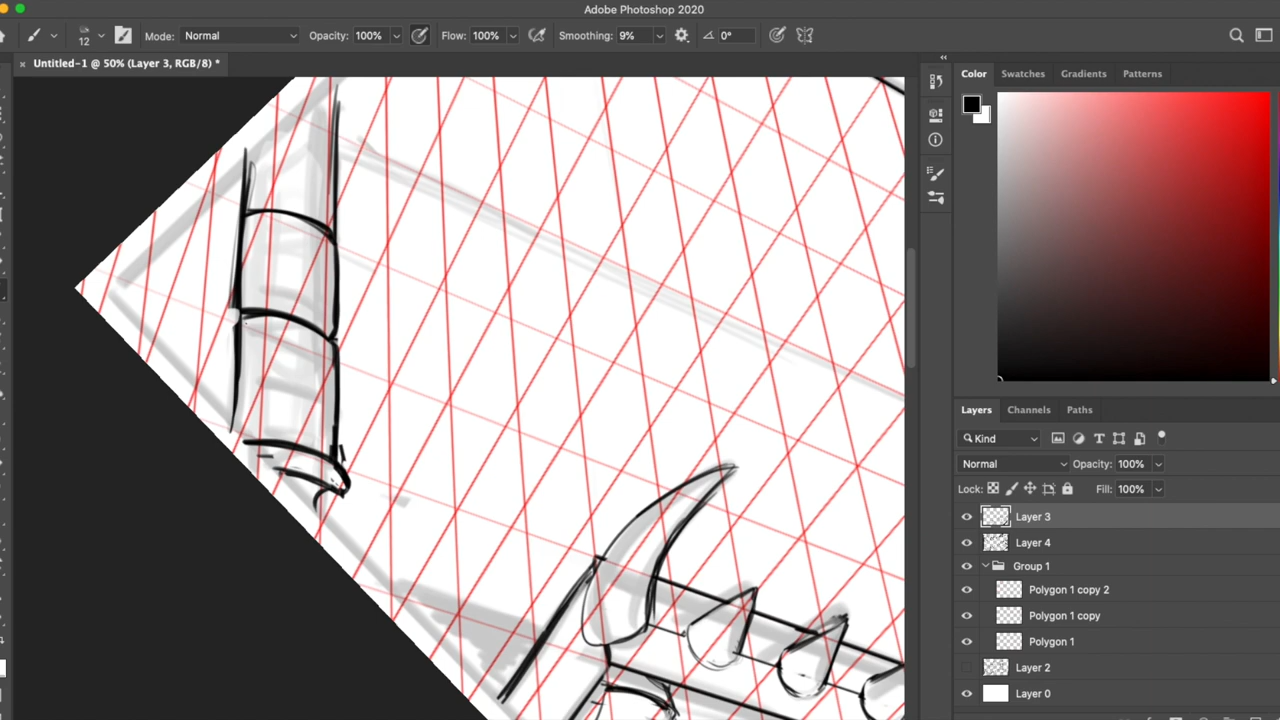 Adobe Photoshop 2020
12 Mode: Normal Opacity: 100% Flow: 100% Smoothing: 9% 0°
× Untitled-1 @ 50% (Layer 3, RGB/8) *
Color Swatches Gradients Patterns
Layers Channels Paths
Kind
Normal Opacity: 100%
Lock: Fill: 100%
Layer 3
Layer 4
Group 1
Polygon 1 copy 2
Polygon 1 copy
Polygon 1
Layer 2
Layer 0